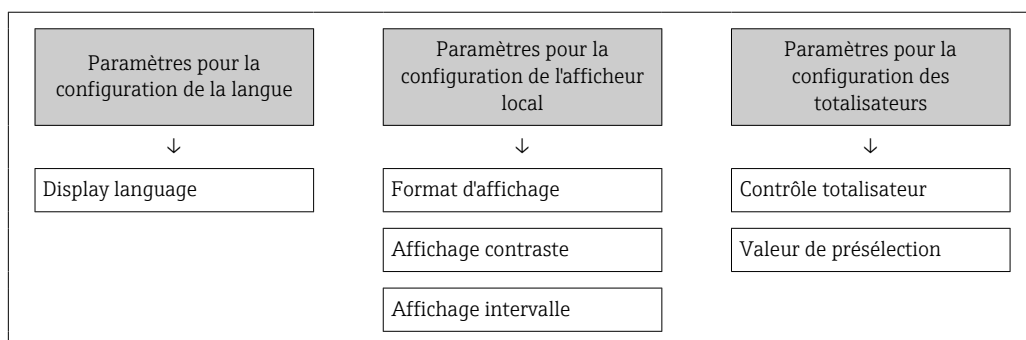 Paramètres pour la
configuration de la langue
↓
Display language
Paramètres pour la
configuration de l'afficheur
local
↓
Format d'affichage
Affichage contraste
Affichage intervalle
Paramètres pour la
configuration des
totalisateurs
↓
Contrôle totalisateur
Valeur de présélection